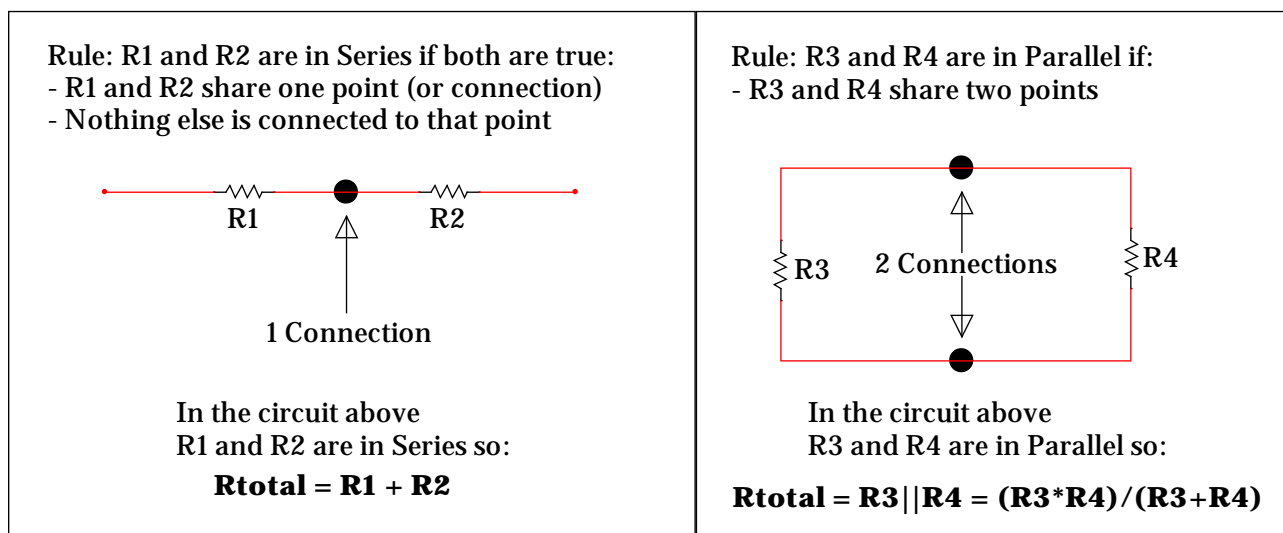 Rule: R1 and R2 are in Series if both are true:
- R1 and R2 share one point (or connection)
- Nothing else is connected to that point
R1
R2
1 Connection
In the circuit above
R1 and R2 are in Series so:
Rtotal = R1 + R2
Rule: R3 and R4 are in Parallel if:
- R3 and R4 share two points
R3
2 Connections
R4
In the circuit above
R3 and R4 are in Parallel so:
Rtotal = R3||R4 = (R3*R4)/(R3+R4)